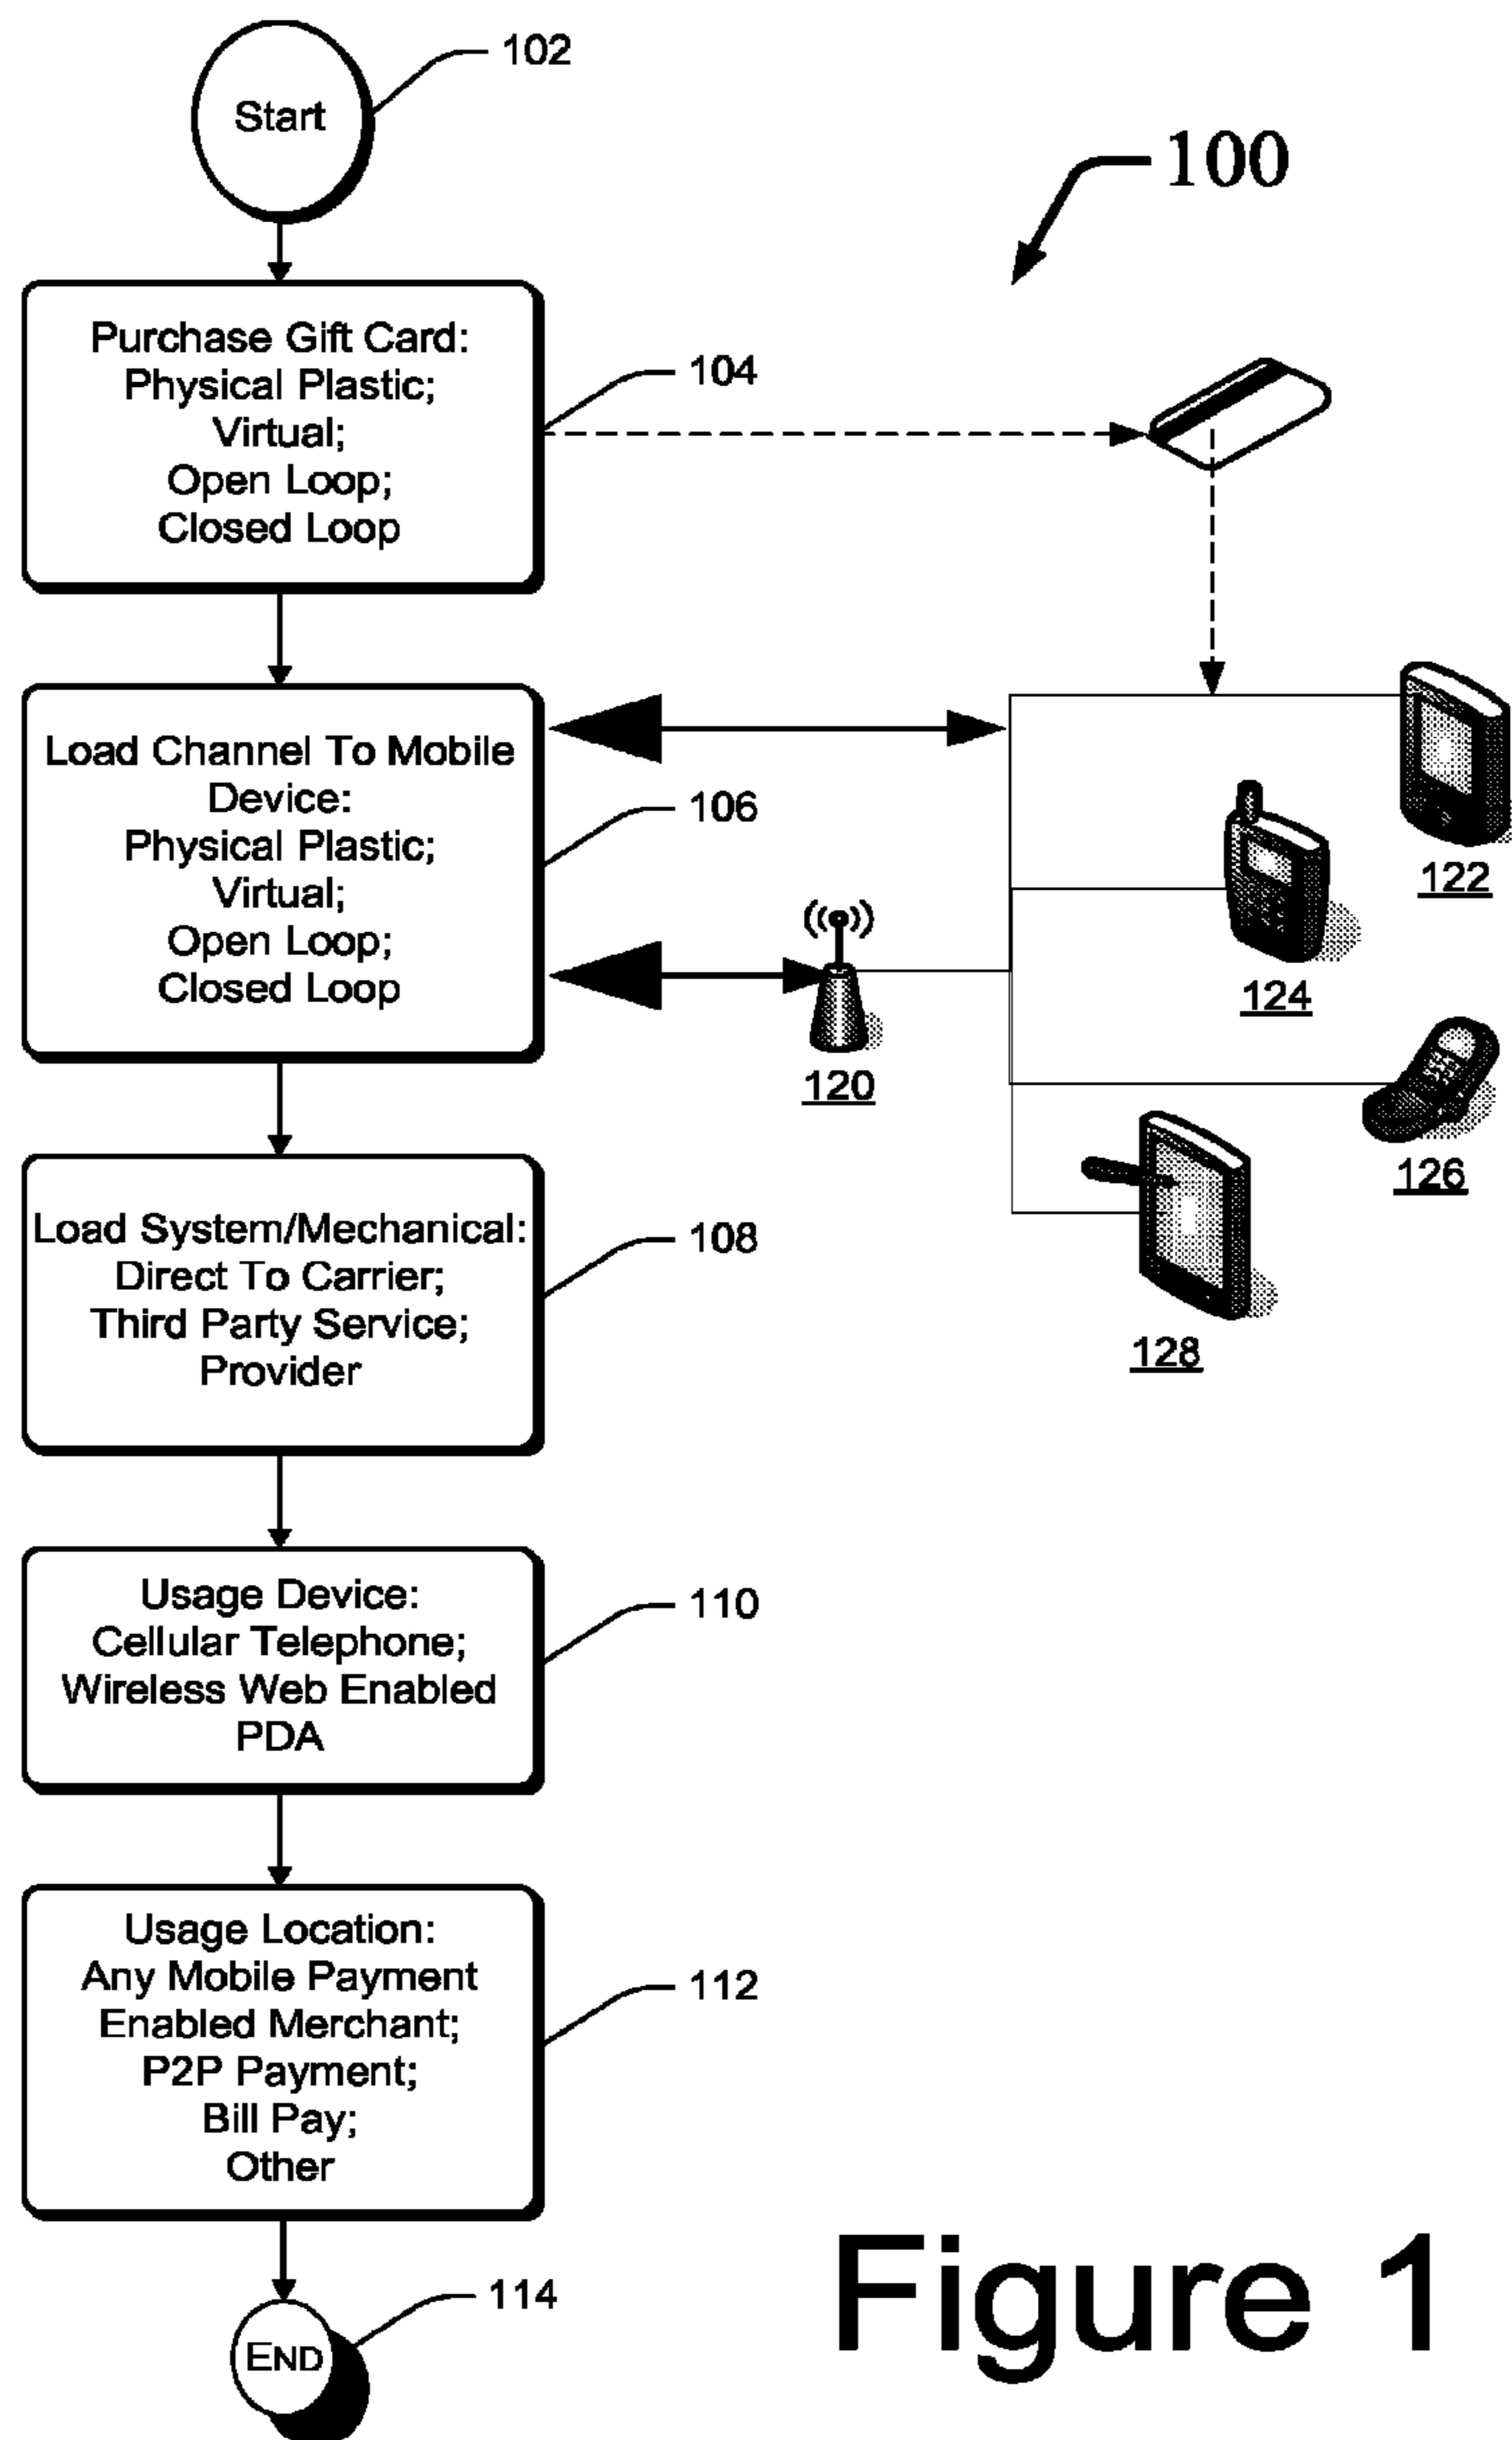 Start
102
100
Purchase Gift Card:
Physical Plastic;
Virtual;
Open Loop;
Closed Loop
104
Load Channel To Mobile
Device:
Physical Plastic;
Virtual;
Open Loop;
Closed Loop
106
120
122
124
126
128
Load System/Mechanical:
Direct To Carrier;
Third Party Service;
Provider
108
Usage Device:
Cellular Telephone;
Wireless Web Enabled
PDA
110
Usage Location:
Any Mobile Payment
Enabled Merchant;
P2P Payment;
Bill Pay;
Other
112
END
114
Figure 1